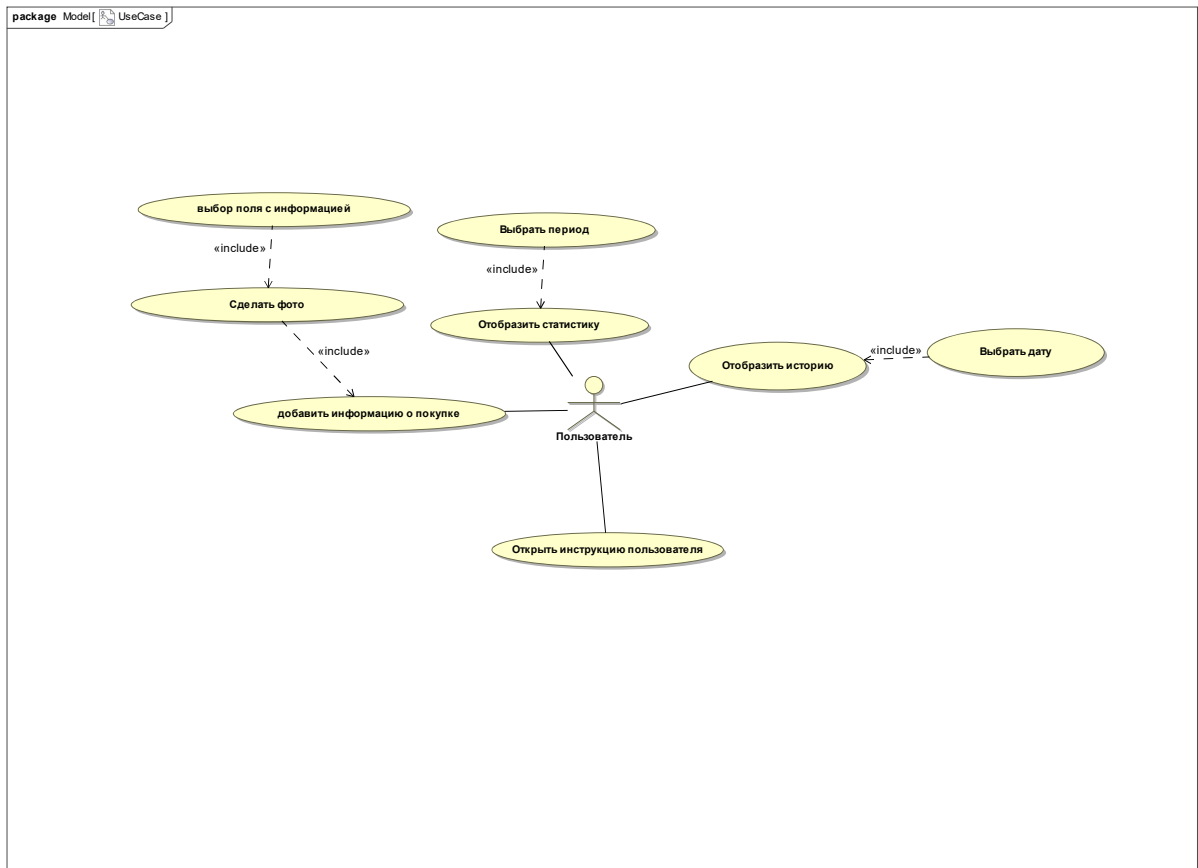 package Model[ UseCase ]
выбор поля с информацией
«include»
Сделать фото
«include»
добавить информацию о покупке
Выбрать период
«include»
Отобразить статистику
Отобразить историю
«include»
Выбрать дату
Пользователь
Открыть инструкцию пользователя